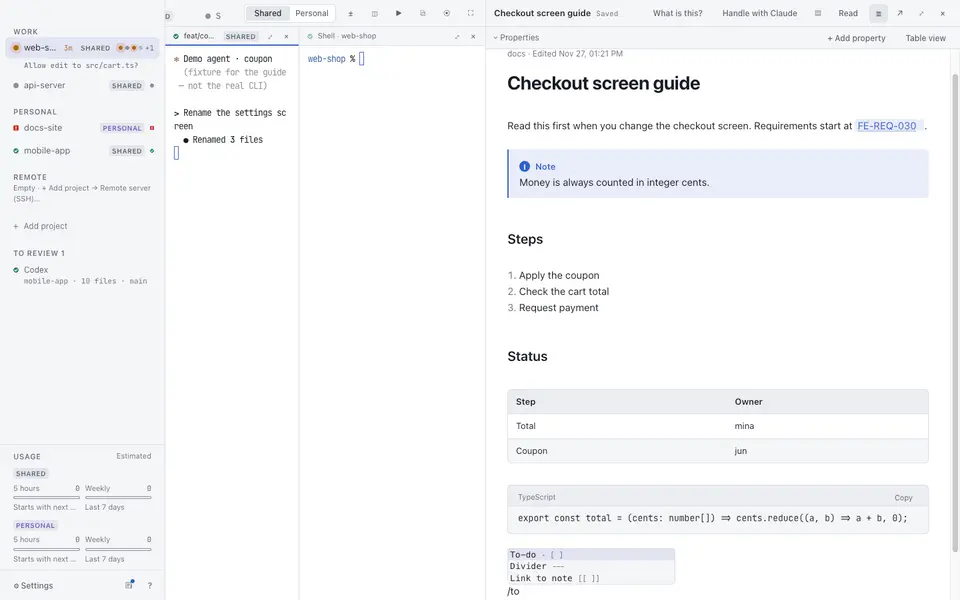 WORK
web-s... 3m SHARED +1
Allow edit to src/cart.ts?
api-server SHARED
PERSONAL
docs-site PERSONAL
mobile-app SHARED
REMOTE
Empty · + Add project → Remote server (SSH)...
+ Add project
TO REVIEW 1
Codex
mobile-app · 10 files · main
USAGE Estimated
SHARED
5 hours 0 Weekly 0
Starts with next ... Last 7 days
PERSONAL
5 hours 0 Weekly 0
Starts with next ... Last 7 days
Settings ?
S Shared Personal
feat/co... SHARED
Demo agent · coupon
(fixture for the guide
— not the real CLI)
> Rename the settings sc
reen
● Renamed 3 files
Shell · web-shop
web-shop %
Checkout screen guide Saved What is this? Handle with Claude Read
Properties + Add property Table view
docs · Edited Nov 27, 01:21 PM
Checkout screen guide
Read this first when you change the checkout screen. Requirements start at FE-REQ-030 .
Note
Money is always counted in integer cents.
Steps
1. Apply the coupon
2. Check the cart total
3. Request payment
Status
Step Owner
Total mina
Coupon jun
TypeScript Copy
export const total = (cents: number[]) => cents.reduce((a, b) => a + b, 0);
To-do - [ ]
Divider ---
Link to note [[ ]]
/to